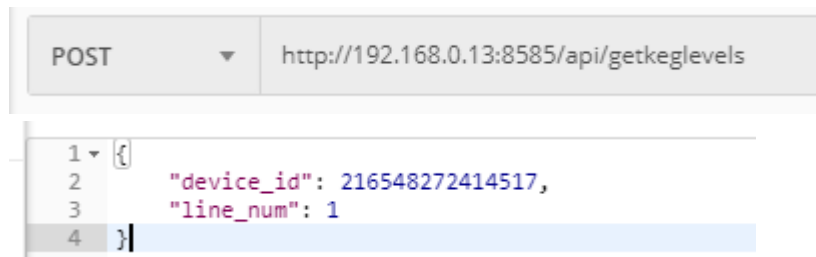 POST http://192.168.0.13:8585/api/getkeglevels
1 {
2 "device_id": 216548272414517,
3 "line_num": 1
4 }